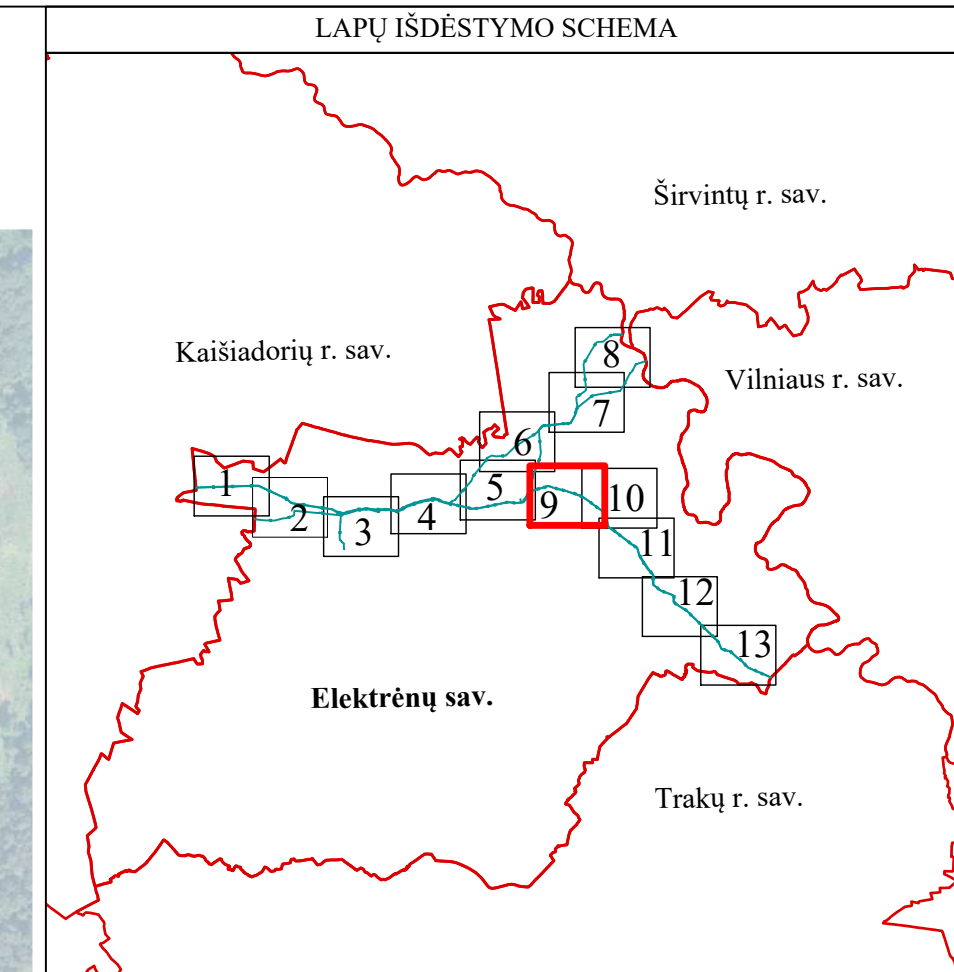 LAPŲ IŠDĖSTYMO SCHEMA
Širvintų r. sav.
Kaišiadorių r. sav.
8
Vilniaus r. sav.
7
6
1
5
9
10
2
4
3
11
12
13
Elektrėnų sav.
Trakų r. sav.